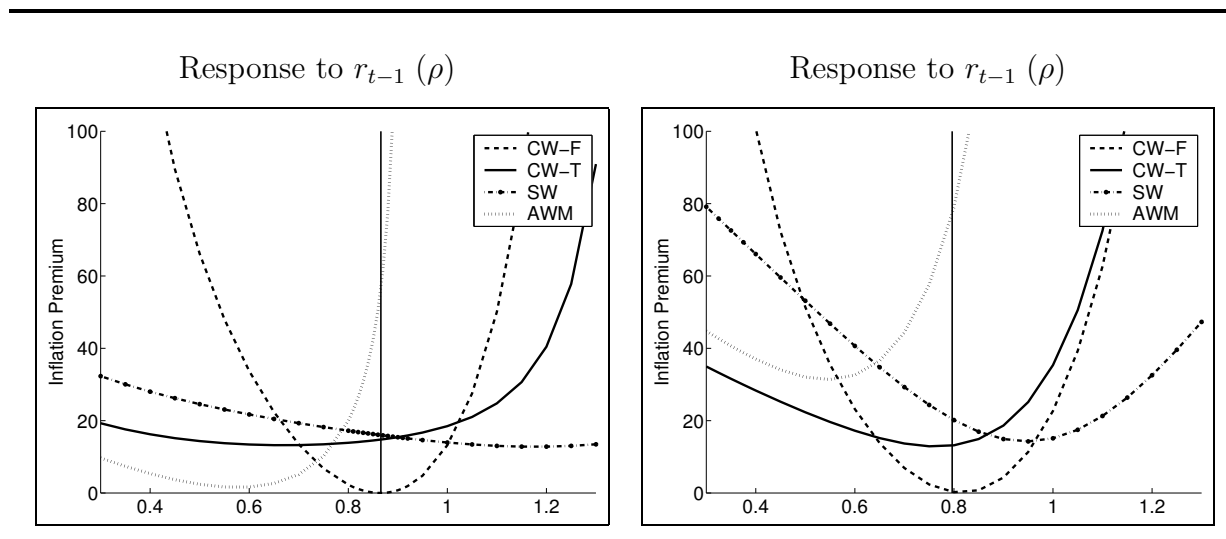 Response to r_{t−1} (ρ)
Response to r_{t−1} (ρ)
Inflation Premium
100
80
60
40
20
0
0.4
0.6
0.8
1
1.2
CW−F
CW−T
SW
AWM
Inflation Premium
100
80
60
40
20
0
0.4
0.6
0.8
1
1.2
CW−F
CW−T
SW
AWM